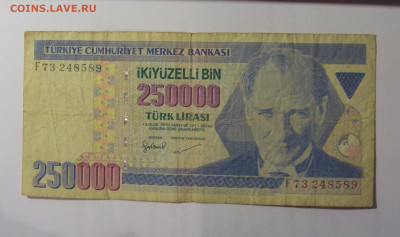 COINS.LAVE.RU
TÜRKİYE CUMHURİYET MERKEZ BANKASI
F73 248589
İKİYÜZELLİ BİN
250000
TÜRK LİRASI
250000
F73 248589